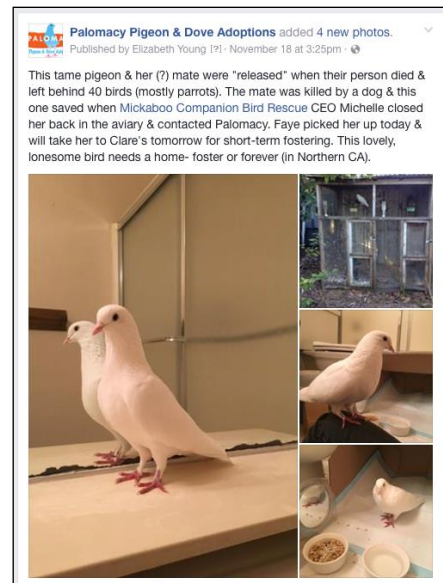 PALOMA
Palomacy Pigeon & Dove Adoptions added 4 new photos.
Published by Elizabeth Young [?] · November 18 at 3:25pm ·
This tame pigeon & her (?) mate were "released" when their person died &
left behind 40 birds (mostly parrots). The mate was killed by a dog & this
one saved when Mickaboo Companion Bird Rescue CEO Michelle closed
her back in the aviary & contacted Palomacy. Faye picked her up today &
will take her to Clare's tomorrow for short-term fostering. This lovely,
lonesome bird needs a home- foster or forever (in Northern CA).